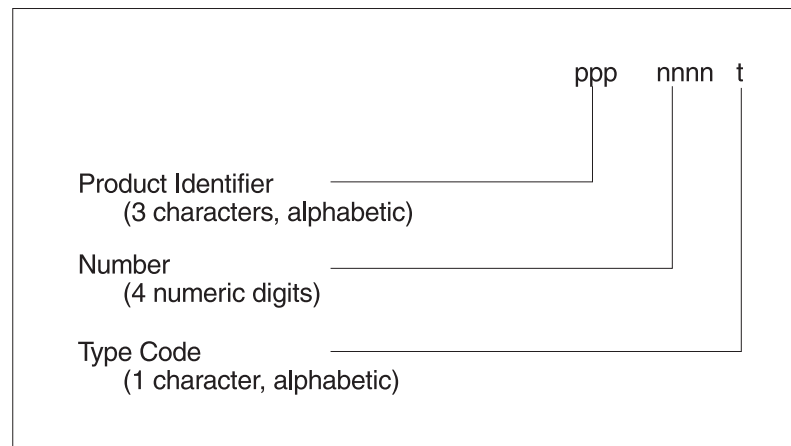 ppp nnnn t
Product Identifier
(3 characters, alphabetic)
Number
(4 numeric digits)
Type Code
(1 character, alphabetic)